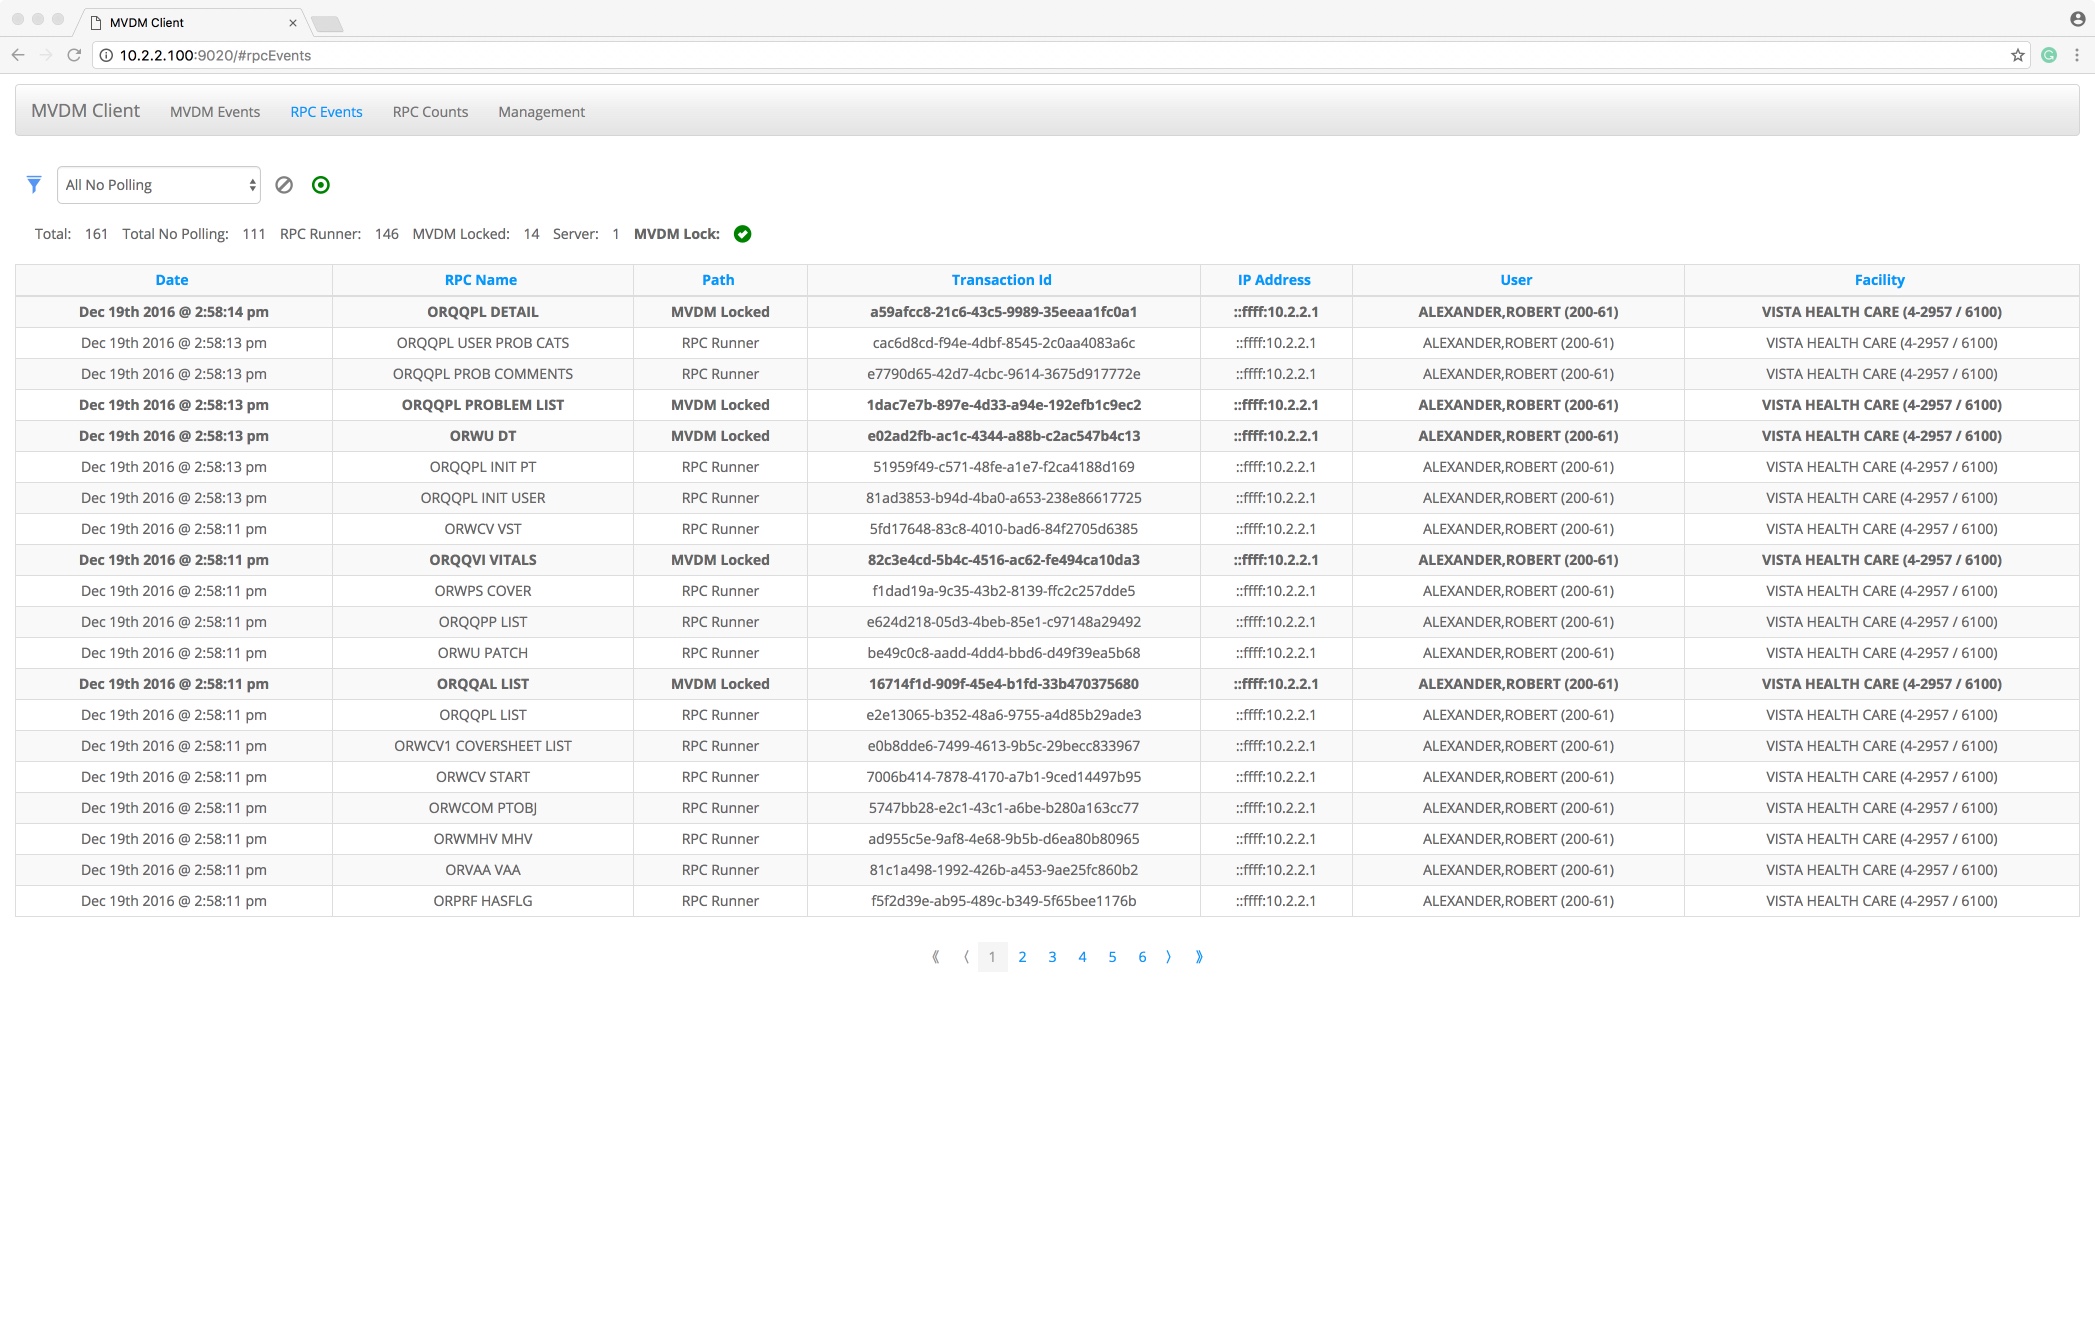 MVDM Client
10.2.2.100:9020/#rpcEvents
MVDM Client MVDM Events RPC Events RPC Counts Management
All No Polling
Total: 161 Total No Polling: 111 RPC Runner: 146 MVDM Locked: 14 Server: 1 MVDM Lock:
Date RPC Name Path Transaction Id IP Address User Facility
Dec 19th 2016 @ 2:58:14 pm ORQQPL DETAIL MVDM Locked a59afcc8-21c6-43c5-9989-35eeaa1fc0a1 ::ffff:10.2.2.1 ALEXANDER,ROBERT (200-61) VISTA HEALTH CARE (4-2957 / 6100)
Dec 19th 2016 @ 2:58:13 pm ORQQPL USER PROB CATS RPC Runner cac6d8cd-f94e-4dbf-8545-2c0aa4083a6c ::ffff:10.2.2.1 ALEXANDER,ROBERT (200-61) VISTA HEALTH CARE (4-2957 / 6100)
Dec 19th 2016 @ 2:58:13 pm ORQQPL PROB COMMENTS RPC Runner e7790d65-42d7-4cbc-9614-3675d917772e ::ffff:10.2.2.1 ALEXANDER,ROBERT (200-61) VISTA HEALTH CARE (4-2957 / 6100)
Dec 19th 2016 @ 2:58:13 pm ORQQPL PROBLEM LIST MVDM Locked 1dac7e7b-897e-4d33-a94e-192efb1c9ec2 ::ffff:10.2.2.1 ALEXANDER,ROBERT (200-61) VISTA HEALTH CARE (4-2957 / 6100)
Dec 19th 2016 @ 2:58:13 pm ORWU DT MVDM Locked e02ad2fb-ac1c-4344-a88b-c2ac547b4c13 ::ffff:10.2.2.1 ALEXANDER,ROBERT (200-61) VISTA HEALTH CARE (4-2957 / 6100)
Dec 19th 2016 @ 2:58:13 pm ORQQPL INIT PT RPC Runner 51959f49-c571-48fe-a1e7-f2ca4188d169 ::ffff:10.2.2.1 ALEXANDER,ROBERT (200-61) VISTA HEALTH CARE (4-2957 / 6100)
Dec 19th 2016 @ 2:58:13 pm ORQQPL INIT USER RPC Runner 81ad3853-b94d-4ba0-a653-238e86617725 ::ffff:10.2.2.1 ALEXANDER,ROBERT (200-61) VISTA HEALTH CARE (4-2957 / 6100)
Dec 19th 2016 @ 2:58:11 pm ORWCV VST RPC Runner 5fd17648-83c8-4010-bad6-84f2705d6385 ::ffff:10.2.2.1 ALEXANDER,ROBERT (200-61) VISTA HEALTH CARE (4-2957 / 6100)
Dec 19th 2016 @ 2:58:11 pm ORQQVI VITALS MVDM Locked 82c3e4cd-5b4c-4516-ac62-fe494ca10da3 ::ffff:10.2.2.1 ALEXANDER,ROBERT (200-61) VISTA HEALTH CARE (4-2957 / 6100)
Dec 19th 2016 @ 2:58:11 pm ORWPS COVER RPC Runner f1dad19a-9c35-43b2-8139-ffc2c257dde5 ::ffff:10.2.2.1 ALEXANDER,ROBERT (200-61) VISTA HEALTH CARE (4-2957 / 6100)
Dec 19th 2016 @ 2:58:11 pm ORQQPP LIST RPC Runner e624d218-05d3-4beb-85e1-c97148a29492 ::ffff:10.2.2.1 ALEXANDER,ROBERT (200-61) VISTA HEALTH CARE (4-2957 / 6100)
Dec 19th 2016 @ 2:58:11 pm ORWU PATCH RPC Runner be49c0c8-aadd-4dd4-bbd6-d49f39ea5b68 ::ffff:10.2.2.1 ALEXANDER,ROBERT (200-61) VISTA HEALTH CARE (4-2957 / 6100)
Dec 19th 2016 @ 2:58:11 pm ORQQAL LIST MVDM Locked 16714f1d-909f-45e4-b1fd-33b470375680 ::ffff:10.2.2.1 ALEXANDER,ROBERT (200-61) VISTA HEALTH CARE (4-2957 / 6100)
Dec 19th 2016 @ 2:58:11 pm ORQQPL LIST RPC Runner e2e13065-b352-48a6-9755-a4d85b29ade3 ::ffff:10.2.2.1 ALEXANDER,ROBERT (200-61) VISTA HEALTH CARE (4-2957 / 6100)
Dec 19th 2016 @ 2:58:11 pm ORWCV1 COVERSHEET LIST RPC Runner e0b8dde6-7499-4613-9b5c-29becc833967 ::ffff:10.2.2.1 ALEXANDER,ROBERT (200-61) VISTA HEALTH CARE (4-2957 / 6100)
Dec 19th 2016 @ 2:58:11 pm ORWCV START RPC Runner 7006b414-7878-4170-a7b1-9ced14497b95 ::ffff:10.2.2.1 ALEXANDER,ROBERT (200-61) VISTA HEALTH CARE (4-2957 / 6100)
Dec 19th 2016 @ 2:58:11 pm ORWCOM PTOBJ RPC Runner 5747bb28-e2c1-43c1-a6be-b280a163cc77 ::ffff:10.2.2.1 ALEXANDER,ROBERT (200-61) VISTA HEALTH CARE (4-2957 / 6100)
Dec 19th 2016 @ 2:58:11 pm ORWMHV MHV RPC Runner ad955c5e-9af8-4e68-9b5b-d6ea80b80965 ::ffff:10.2.2.1 ALEXANDER,ROBERT (200-61) VISTA HEALTH CARE (4-2957 / 6100)
Dec 19th 2016 @ 2:58:11 pm ORVAA VAA RPC Runner 81c1a498-1992-426b-a453-9ae25fc860b2 ::ffff:10.2.2.1 ALEXANDER,ROBERT (200-61) VISTA HEALTH CARE (4-2957 / 6100)
Dec 19th 2016 @ 2:58:11 pm ORPRF HASFLG RPC Runner f5f2d39e-ab95-489c-b349-5f65bee1176b ::ffff:10.2.2.1 ALEXANDER,ROBERT (200-61) VISTA HEALTH CARE (4-2957 / 6100)
⟪ ⟨ 1 2 3 4 5 6 ⟩ ⟫